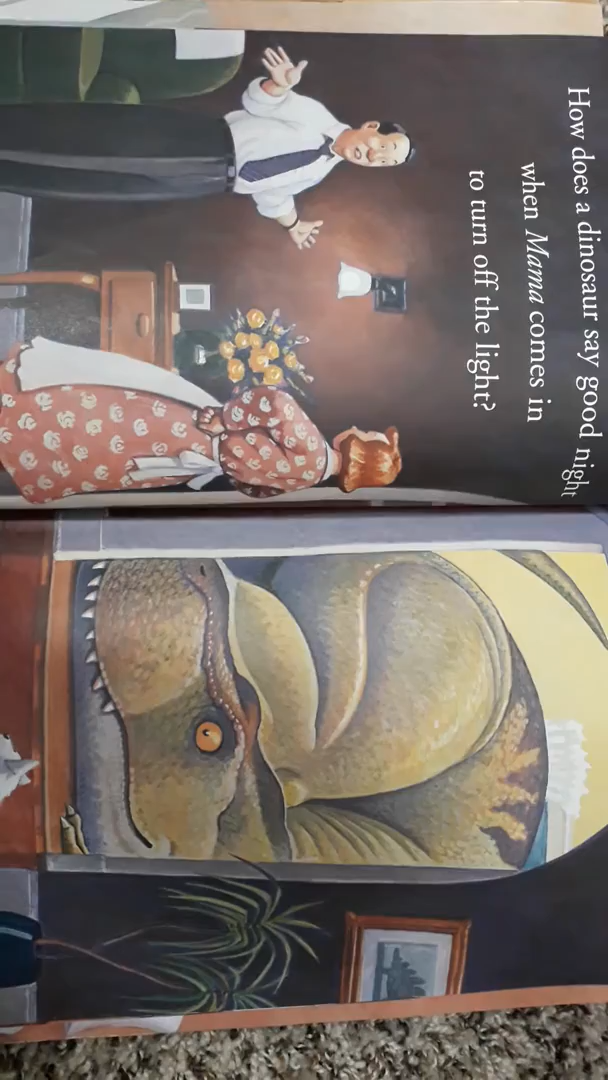 How does a dinosaur say good night
when Mama comes in
to turn off the light?